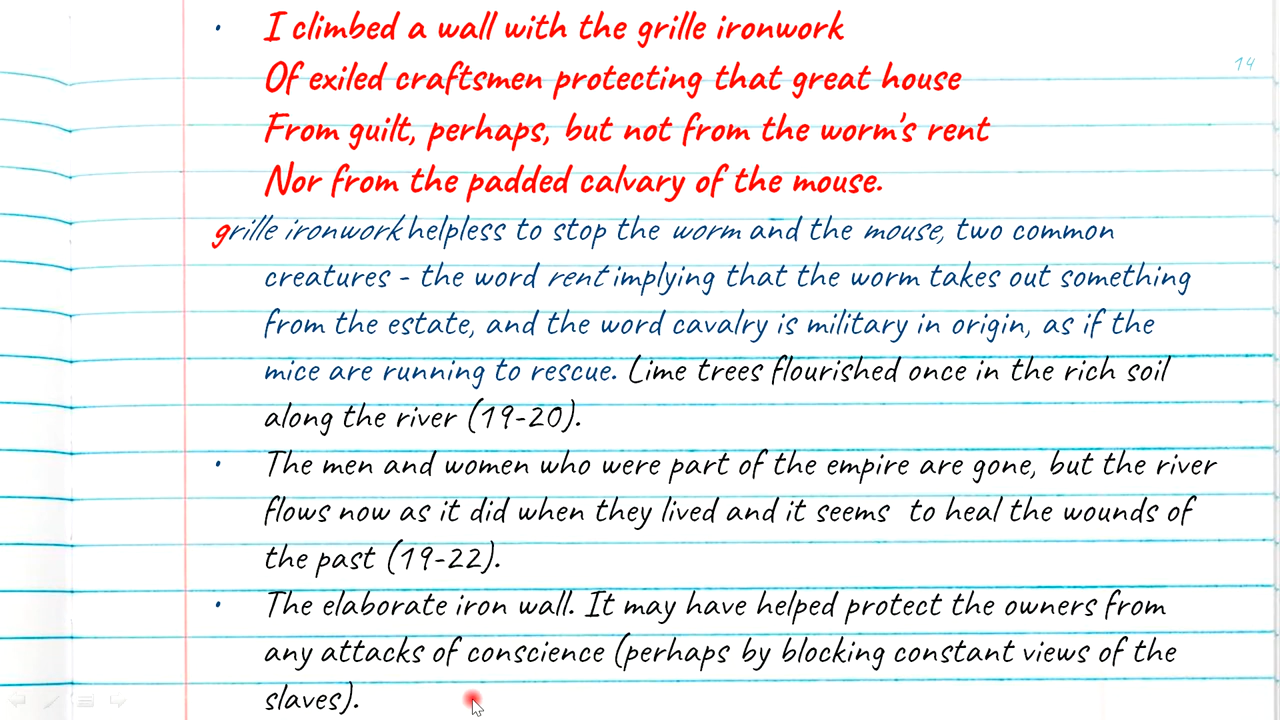 • I climbed a wall with the grille ironwork
14
Of exiled craftsmen protecting that great house
From guilt, perhaps, but not from the worm's rent
Nor from the padded calvary of the mouse.
grille ironwork helpless to stop the worm and the mouse, two common
creatures - the word rent implying that the worm takes out something
from the estate, and the word cavalry is military in origin, as if the
mice are running to rescue. Lime trees flourished once in the rich soil
along the river (19-20).
• The men and women who were part of the empire are gone, but the river
flows now as it did when they lived and it seems to heal the wounds of
the past (19-22).
• The elaborate iron wall. It may have helped protect the owners from
any attacks of conscience (perhaps by blocking constant views of the
slaves).